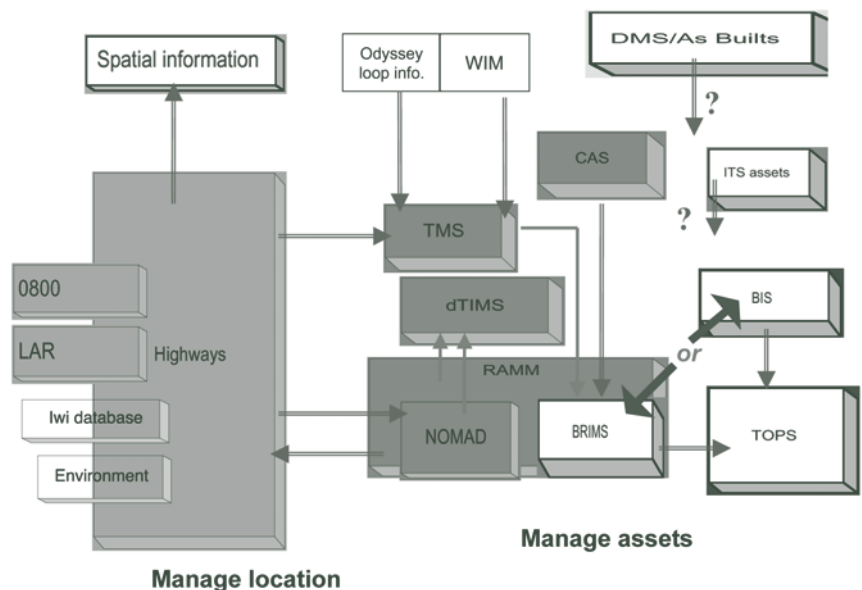 DMS/As Builts
Spatial information
Odyssey
loop info.
WIM
?
CAS
ITS assets
TMS
?
0800
dTIMS
BIS
LAR
Highways
or
RAMM
Iwi database
NOMAD
BRIMS
TOPS
Environment
Manage assets
Manage location